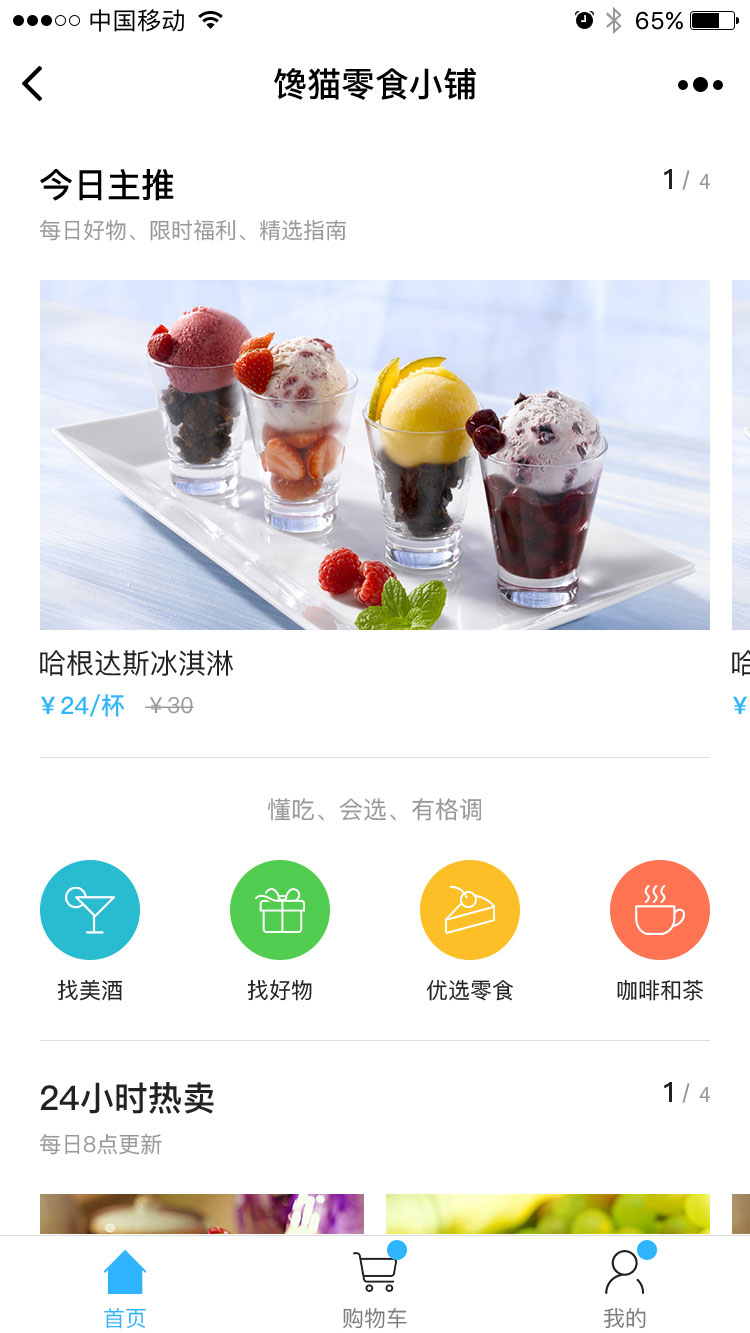 中国移动 65%
馋猫零食小铺
今日主推 1 / 4
每日好物、限时福利、精选指南
哈根达斯冰淇淋 哈
¥24/杯 ¥30 ¥
懂吃、会选、有格调
找美酒 找好物 优选零食 咖啡和茶
24小时热卖 1 / 4
每日8点更新
首页 购物车 我的